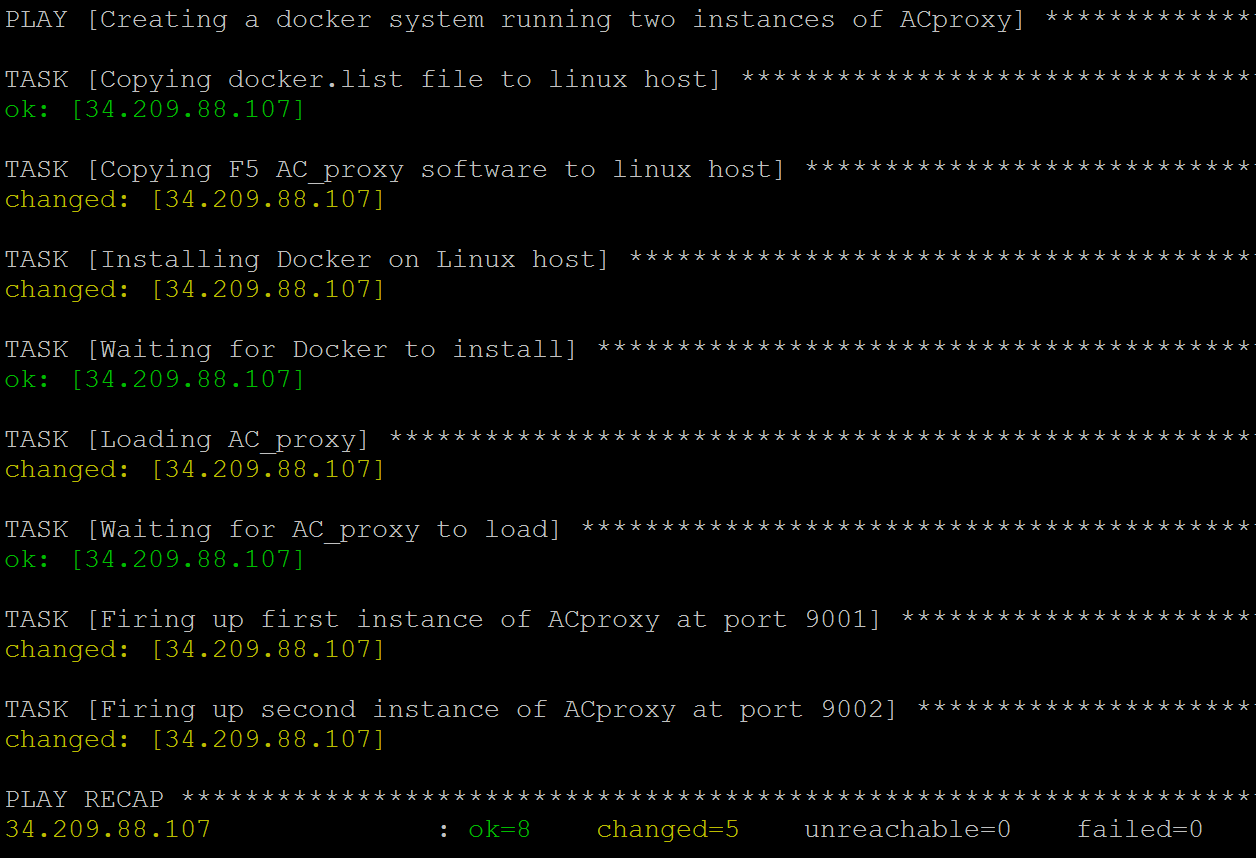 PLAY [Creating a docker system running two instances of ACproxy] *************
TASK [Copying docker.list file to linux host] ********************************
ok: [34.209.88.107]
TASK [Copying F5 AC_proxy software to linux host] ****************************
changed: [34.209.88.107]
TASK [Installing Docker on Linux host] ***************************************
changed: [34.209.88.107]
TASK [Waiting for Docker to install] *****************************************
ok: [34.209.88.107]
TASK [Loading AC_proxy] ******************************************************
changed: [34.209.88.107]
TASK [Waiting for AC_proxy to load] ******************************************
ok: [34.209.88.107]
TASK [Firing up first instance of ACproxy at port 9001] **********************
changed: [34.209.88.107]
TASK [Firing up second instance of ACproxy at port 9002] *********************
changed: [34.209.88.107]
PLAY RECAP *******************************************************************
34.209.88.107 : ok=8 changed=5 unreachable=0 failed=0